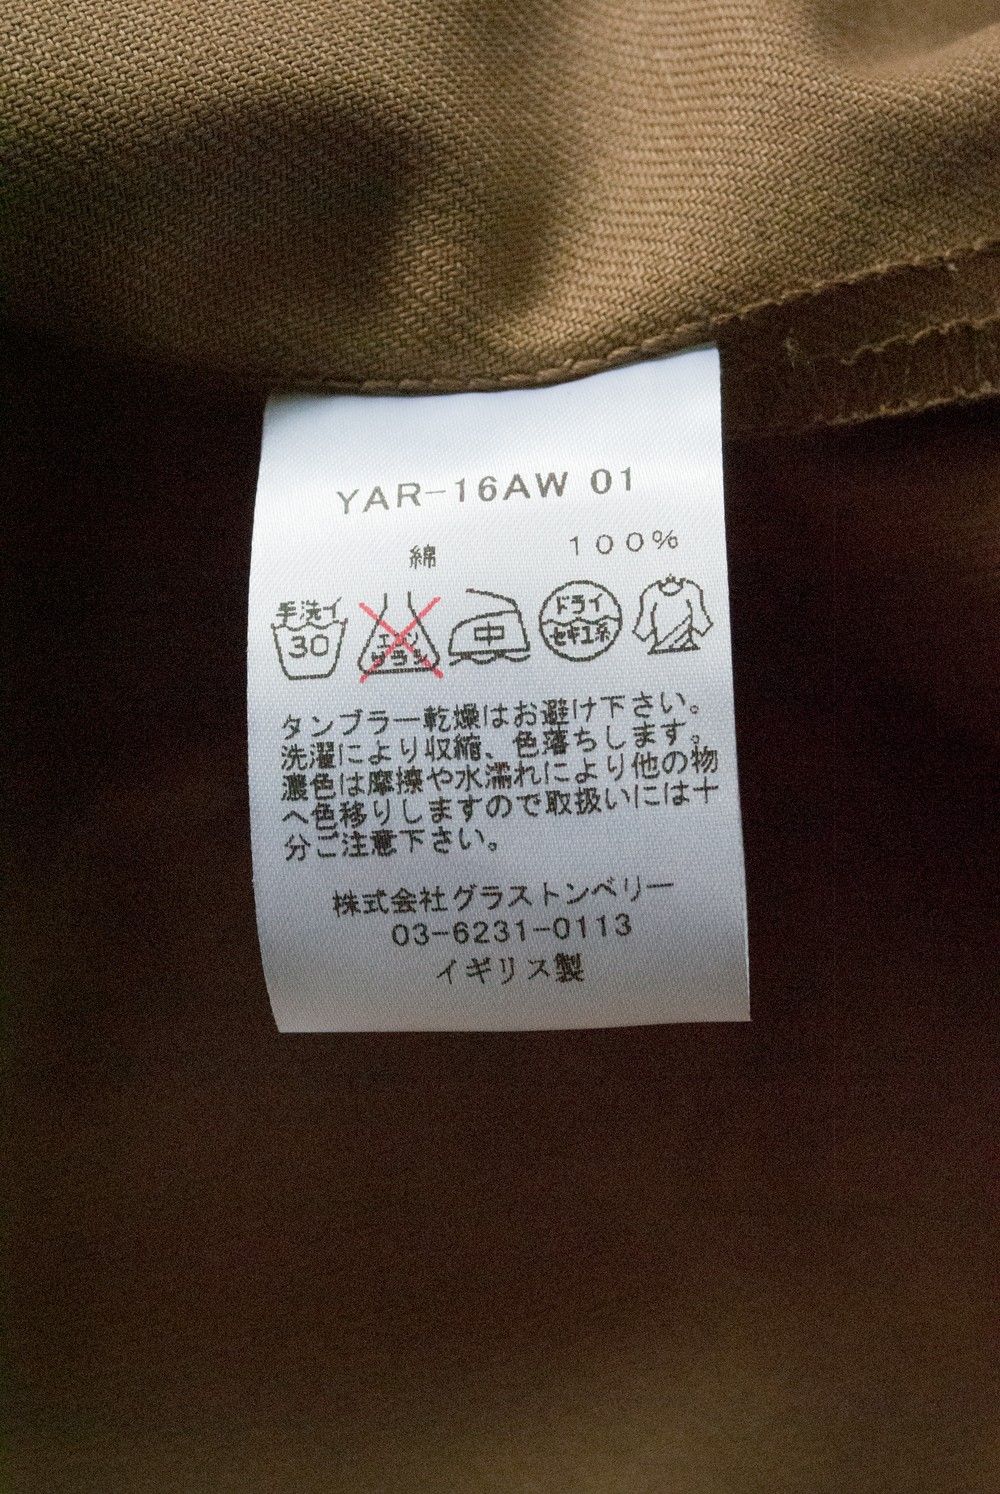 YAR-16AW 01
綿 100%
手洗イ 30 エンソサラシ 中 ドライ セキユ系
タンブラー乾燥はお避け下さい。
洗濯により収縮、色落ちします。
濃色は摩擦や水濡れにより他の物
へ色移りしますので取扱いには十
分ご注意下さい。
株式会社グラストンベリー
03-6231-0113
イギリス製